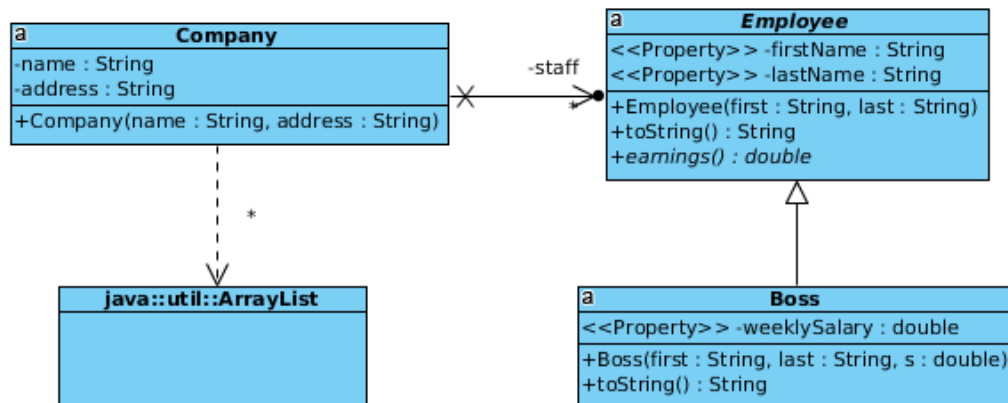 a
Company
-name : String
-address : String
+Company(name : String, address : String)
-staff
*
a
Employee
<<Property>> -firstName : String
<<Property>> -lastName : String
+Employee(first : String, last : String)
+toString() : String
+earnings() : double
*
java::util::ArrayList
a
Boss
<<Property>> -weeklySalary : double
+Boss(first : String, last : String, s : double)
+toString() : String